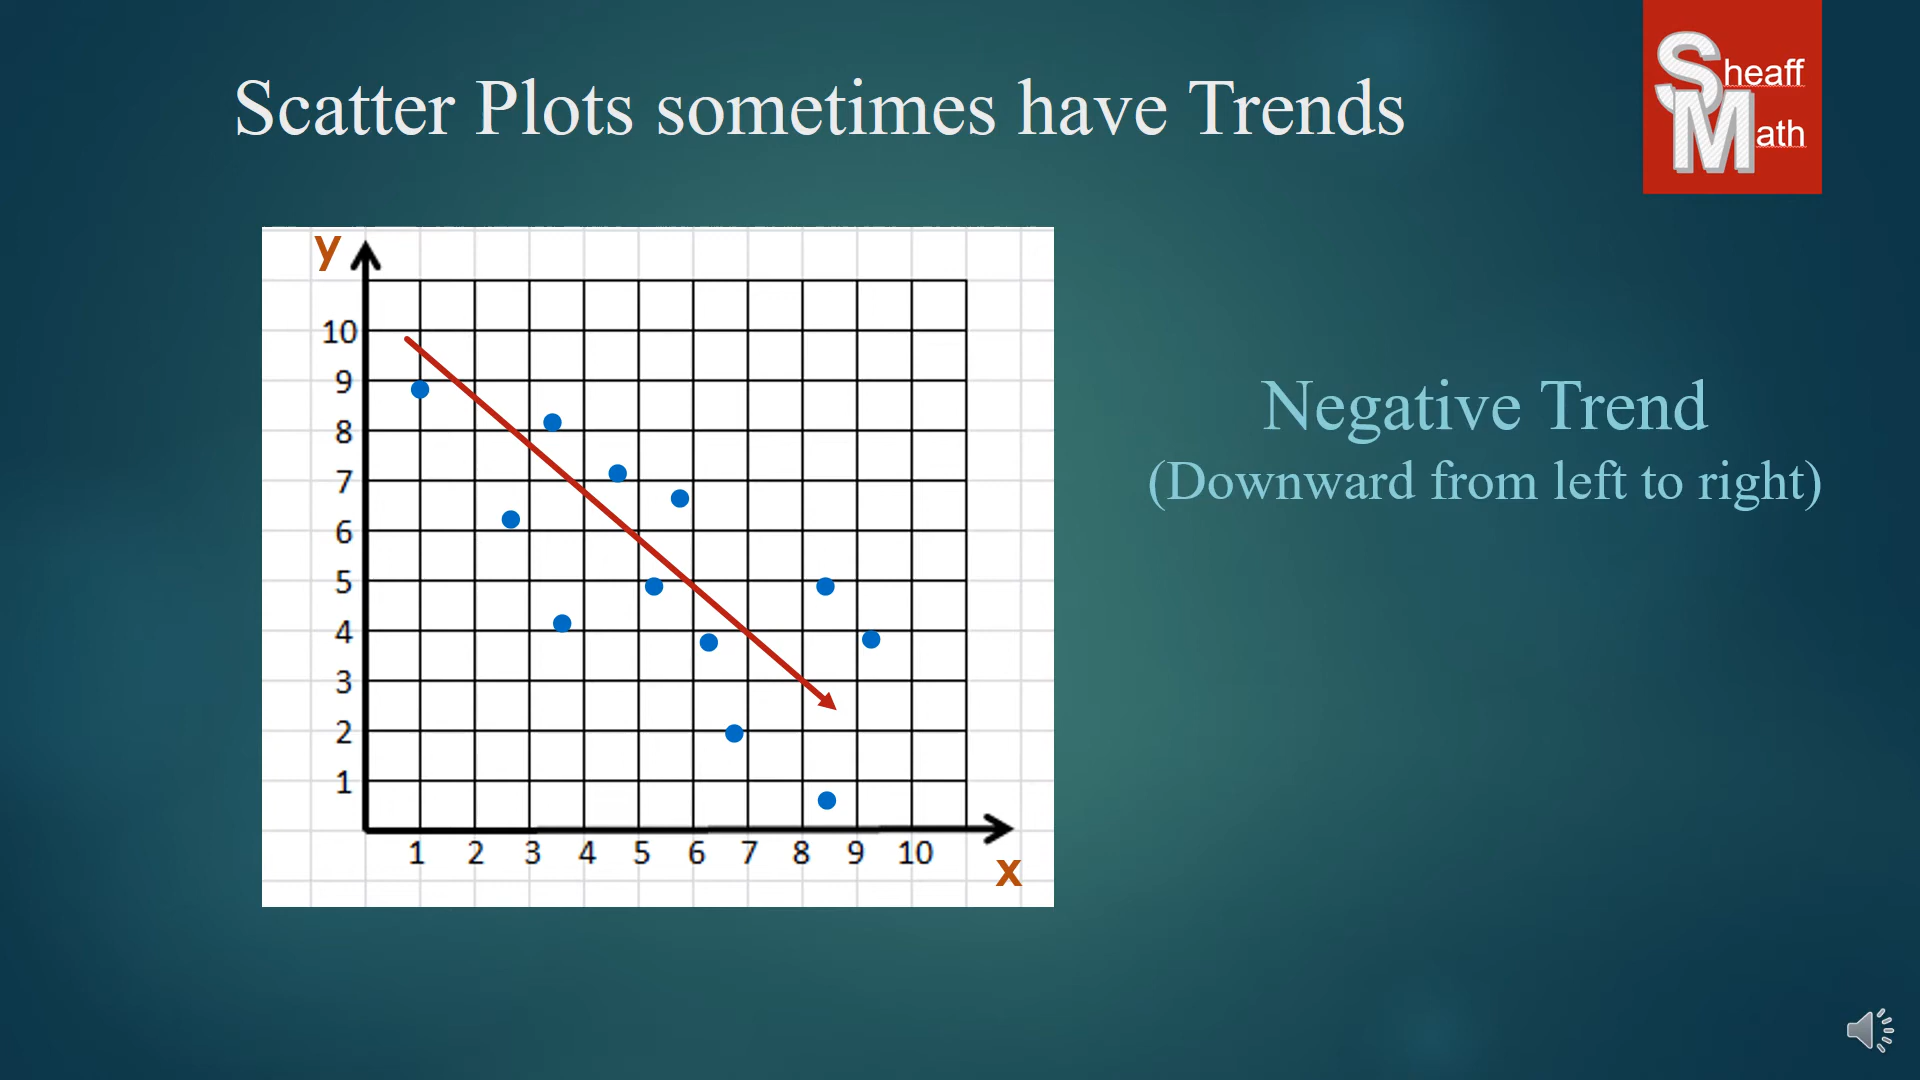 Scatter Plots sometimes have Trends
Sheaff
Math
y
10
9
8
7
6
5
4
3
2
1
1 2 3 4 5 6 7 8 9 10
x
Negative Trend
(Downward from left to right)